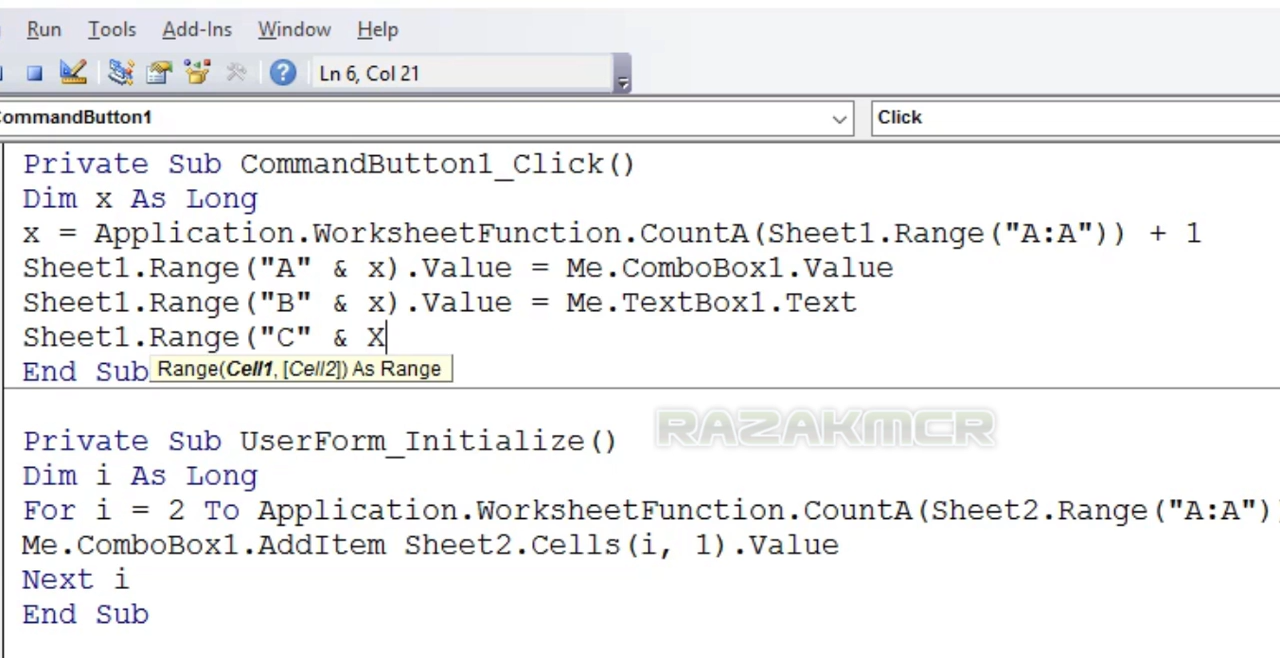 Run Tools Add-Ins Window Help
Ln 6, Col 21
CommandButton1 Click
Private Sub CommandButton1_Click()
Dim x As Long
x = Application.WorksheetFunction.CountA(Sheet1.Range("A:A")) + 1
Sheet1.Range("A" & x).Value = Me.ComboBox1.Value
Sheet1.Range("B" & x).Value = Me.TextBox1.Text
Sheet1.Range("C" & X
End Sub
Range(Cell1, [Cell2]) As Range
Private Sub UserForm_Initialize()
RAZAKMCR
Dim i As Long
For i = 2 To Application.WorksheetFunction.CountA(Sheet2.Range("A:A")
Me.ComboBox1.AddItem Sheet2.Cells(i, 1).Value
Next i
End Sub